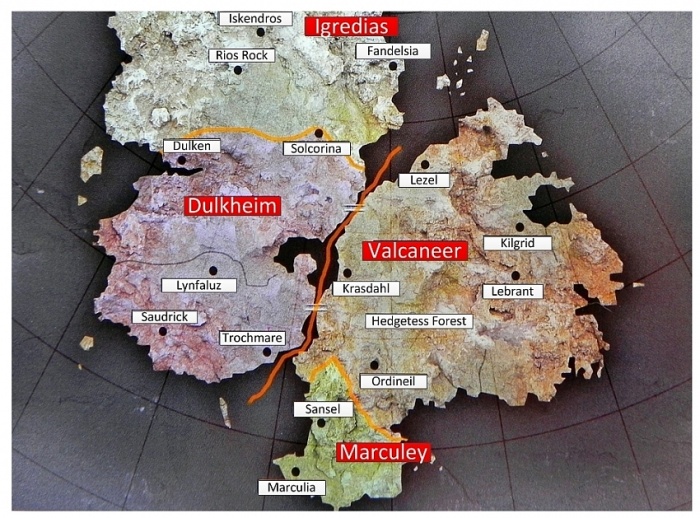 Iskendros
Igredias
Rios Rock
Fandelsia
Dulken
Solcorina
Lezel
Dulkheim
Valcaneer
Kilgrid
Lynfaluz
Krasdahl
Lebrant
Saudrick
Hedgetess Forest
Trochmare
Ordineil
Sansel
Marculey
Marculia